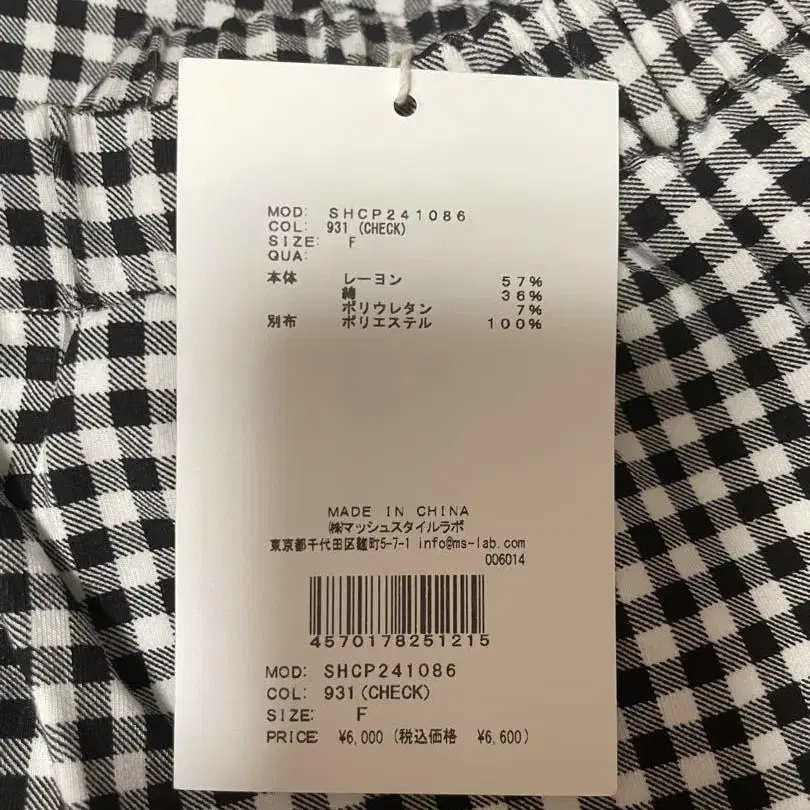 MOD: SHCP241086
COL: 931 (CHECK)
SIZE: F
QUA:
本体 レーヨン 57%
綿 36%
ポリウレタン 7%
別布 ポリエステル 100%
MADE IN CHINA
㈱マッシュスタイルラボ
東京都千代田区麹町5-7-1 info@ms-lab.com
006014
4570178251215
MOD: SHCP241086
COL: 931(CHECK)
SIZE: F
PRICE: ¥6,000 (税込価格 ¥6,600)